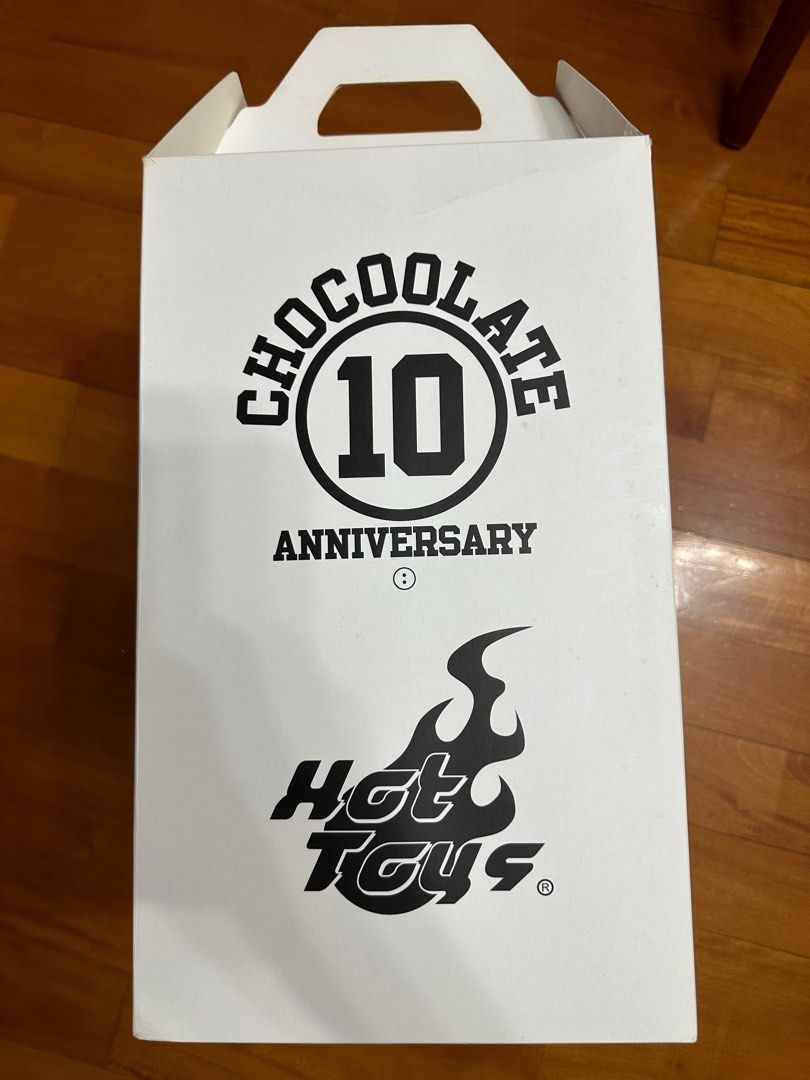 CHOCOOLATE
10
ANNIVERSARY
:
Hot
Toys ®